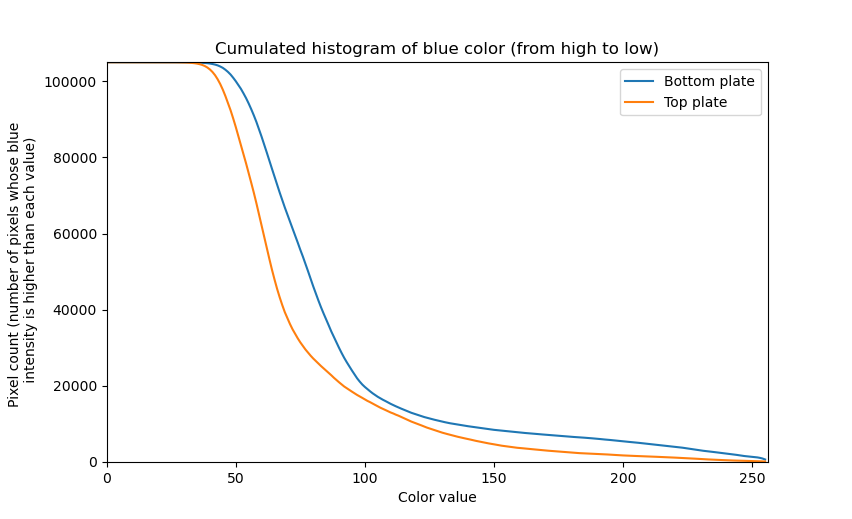 Cumulated histogram of blue color (from high to low)
Bottom plate
Top plate
Pixel count (number of pixels whose blue
intensity is higher than each value)
100000
80000
60000
40000
20000
0
0 50 100 150 200 250
Color value